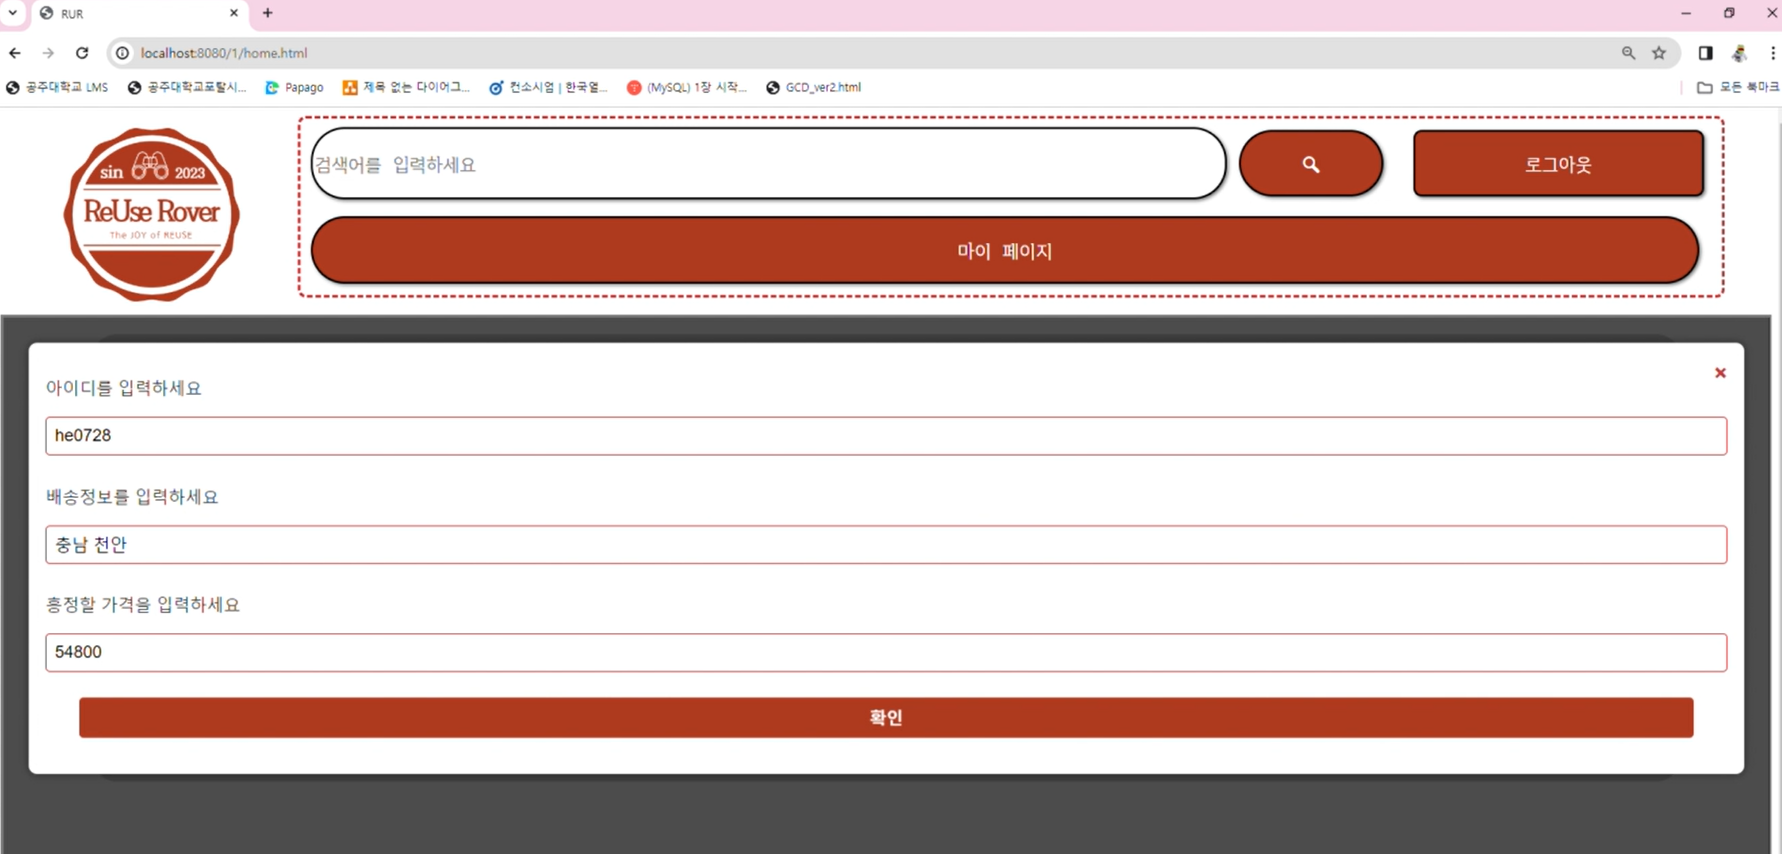 RUR
localhost:8080/1/home.html
공주대학교 LMS
공주대학교포탈시...
Papago
제목 없는 다이어그...
컨소시엄 | 한국열...
(MySQL) 1장 시작...
GCD_ver2.html
모든 북마크
sin 2023
ReUse Rover
The JOY of REUSE
검색어를 입력하세요
로그아웃
마이 페이지
아이디를 입력하세요
he0728
배송정보를 입력하세요
충남 천안
흥정할 가격을 입력하세요
54800
확인